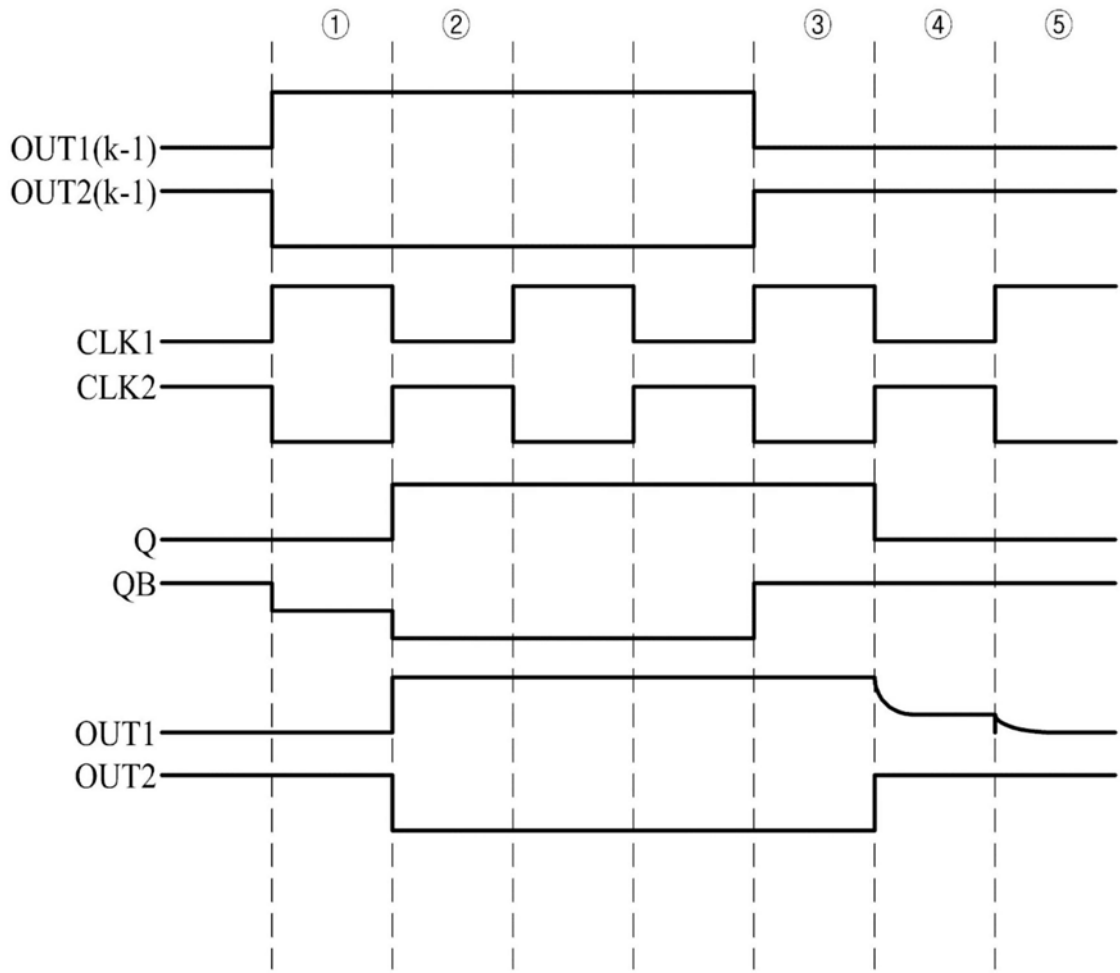 ① ② ③ ④ ⑤
OUT1(k-1)
OUT2(k-1)
CLK1
CLK2
Q
QB
OUT1
OUT2